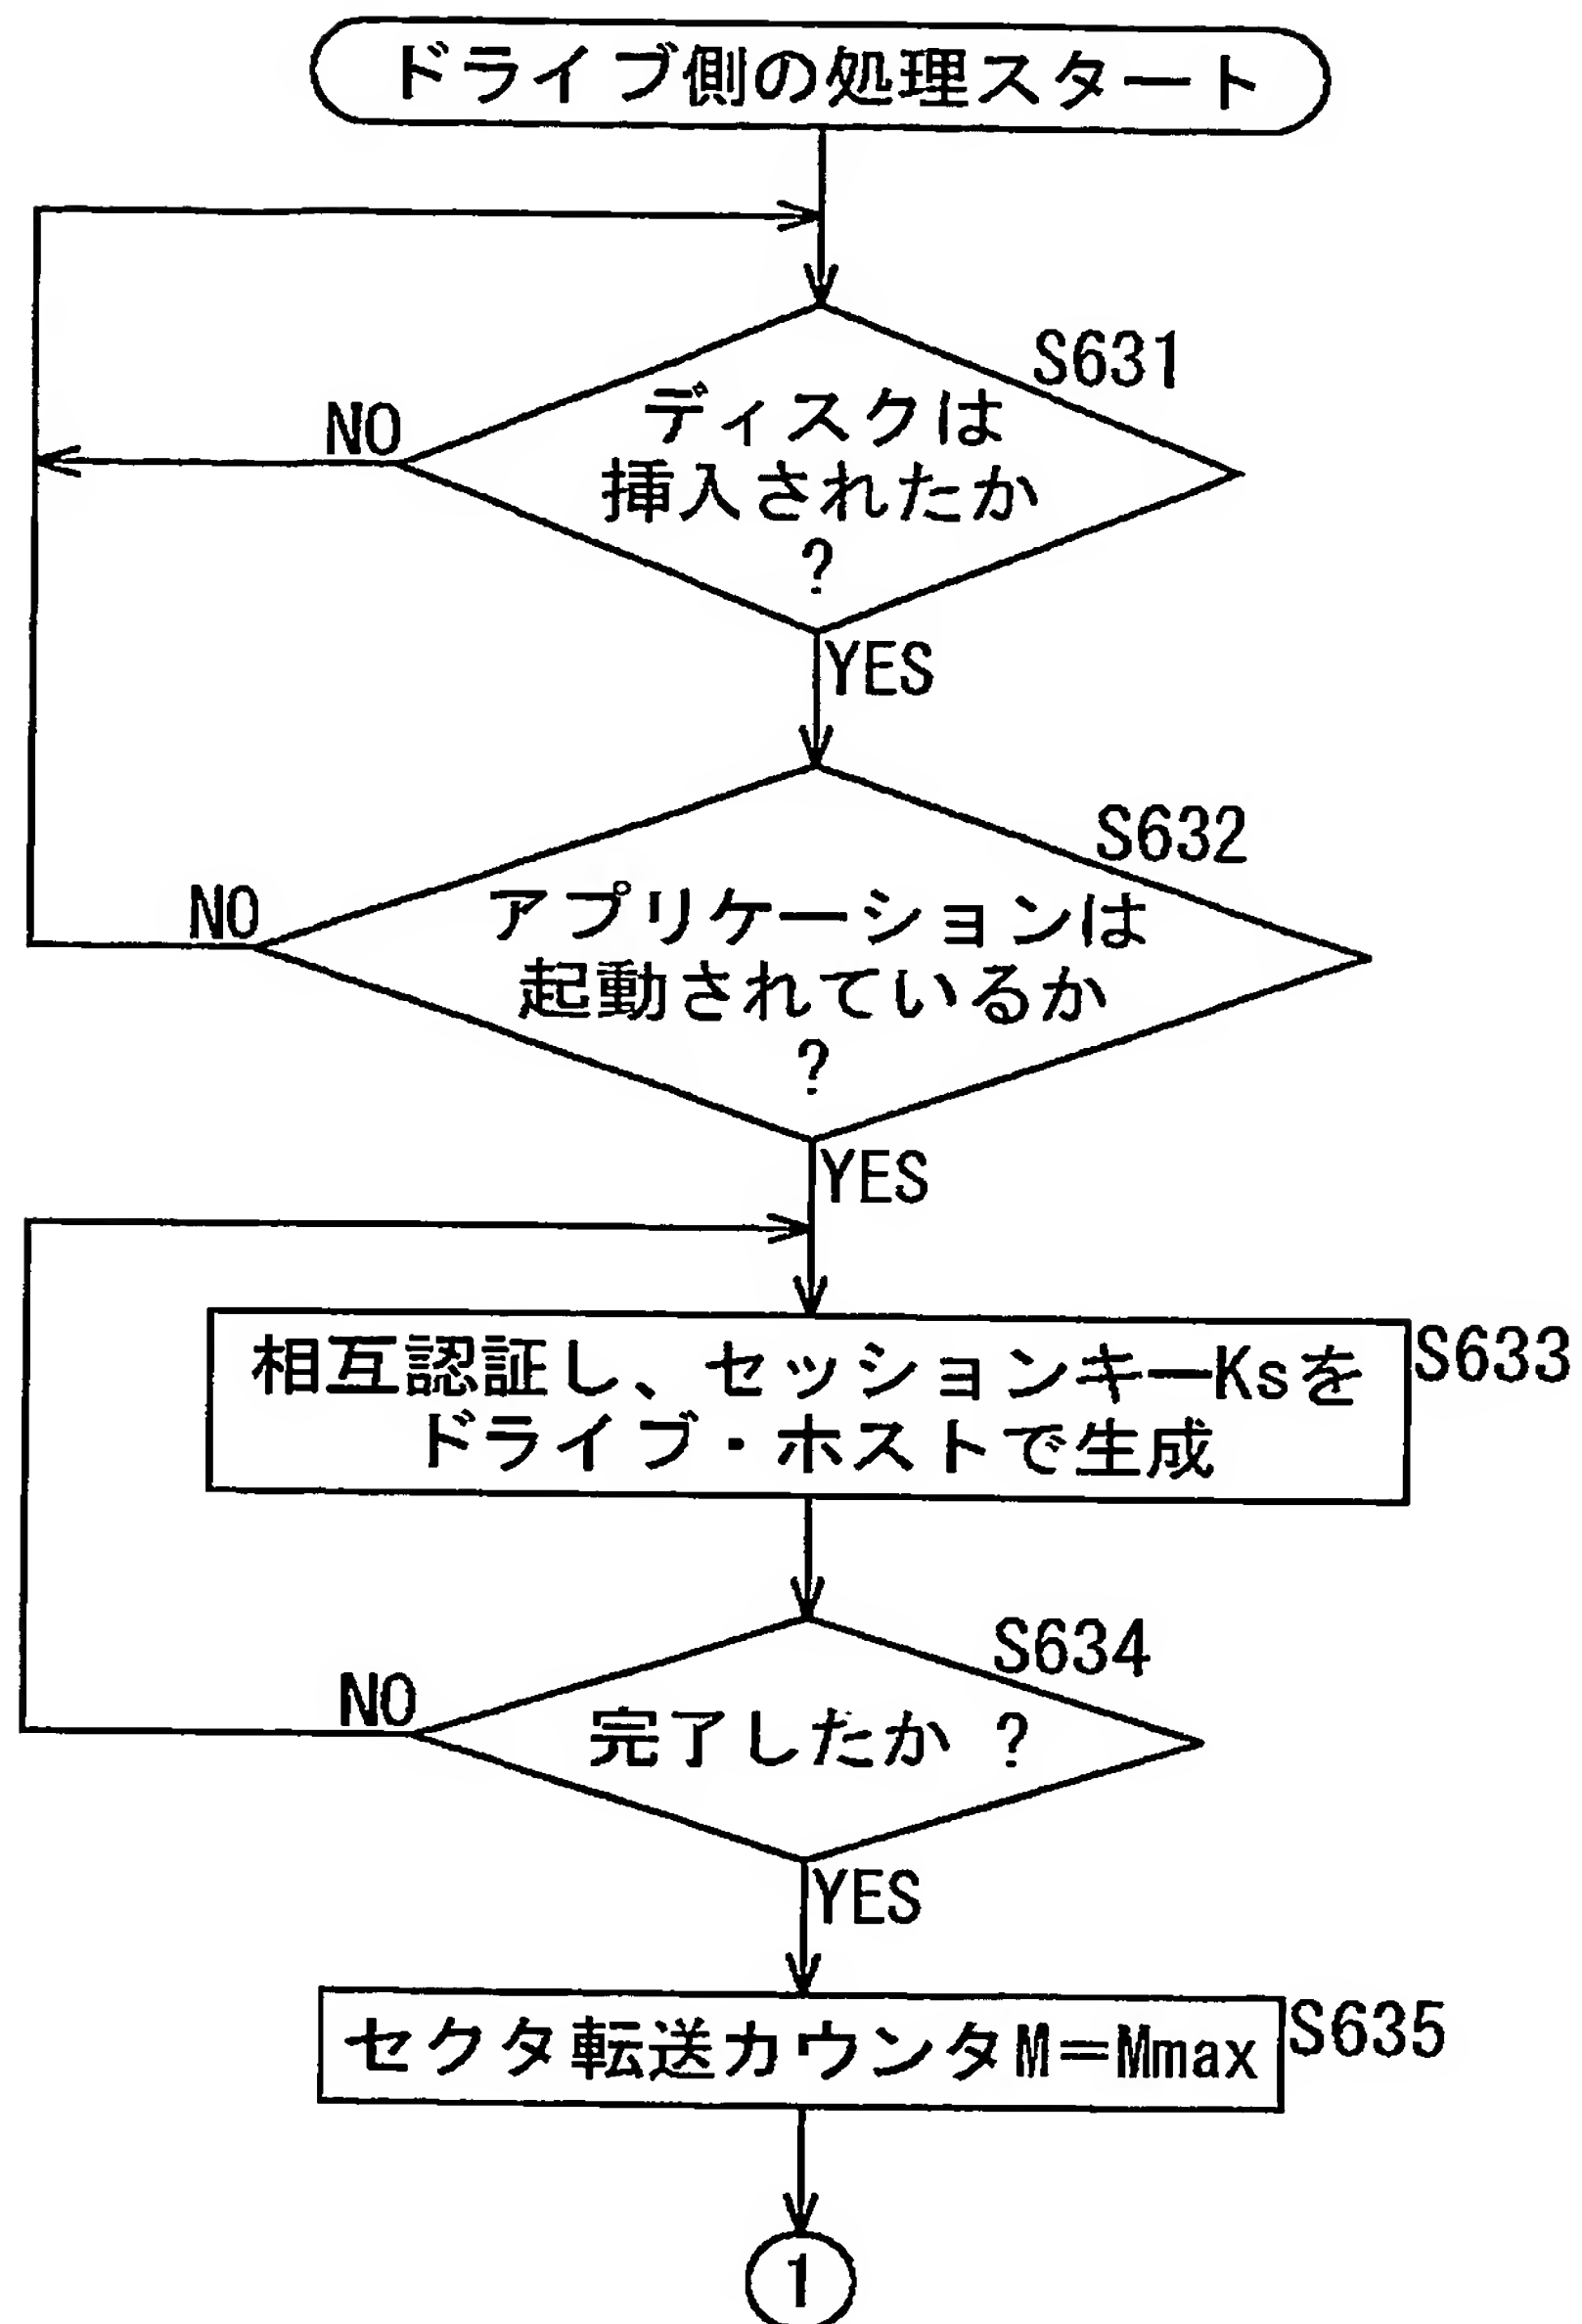 ドライブ側の処理スタート
S631
NO
ディスクは
挿入されたか
?
YES
S632
NO
アプリケーションは
起動されているか
?
YES
S633
相互認証し、セッションキーKsを
ドライブ・ホストで生成
S634
NO
完了したか ?
YES
セクタ転送カウンタM=Mmax
S635
1